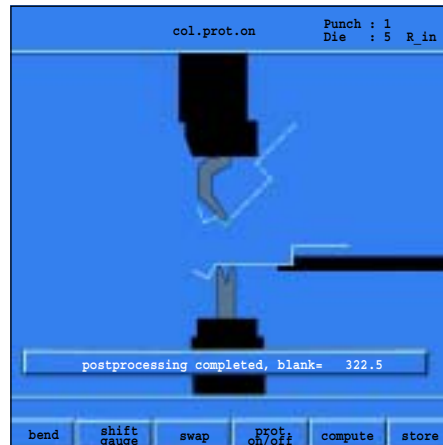 col.prot.on
Punch : 1
Die : 5 R_in
postprocessing completed, blank= 322.5
bend
shift
gauge
swap
prot.
on/off
compute
store